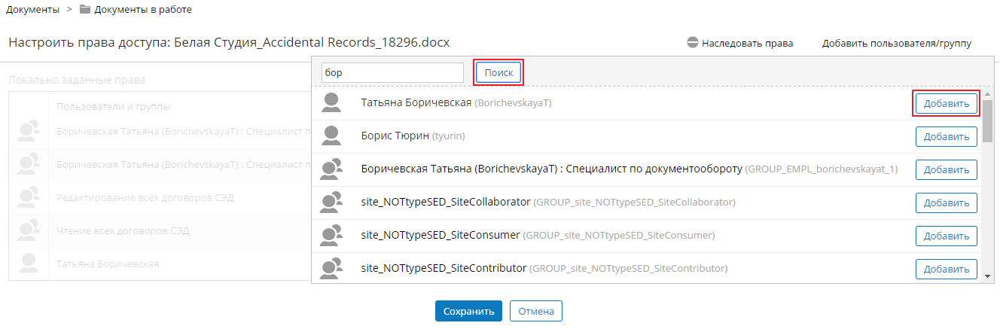 Документы > Документы в работе
Настроить права доступа: Белая Студия_Accidental Records_18296.docx
Наследовать права
Добавить пользователя/группу
бор
Поиск
Татьяна Боричевская (BorichevskayaT)
Добавить
Борис Тюрин (tyurin)
Добавить
Боричевская Татьяна (BorichevskayaT) : Специалист по документообороту (GROUP_EMPL_borichevskayat_1)
Добавить
site_NOTtypeSED_SiteCollaborator (GROUP_site_NOTtypeSED_SiteCollaborator)
Добавить
site_NOTtypeSED_SiteConsumer (GROUP_site_NOTtypeSED_SiteConsumer)
Добавить
site_NOTtypeSED_SiteContributor (GROUP_site_NOTtypeSED_SiteContributor)
Добавить
Локально заданные права
Пользователи и группы
Боричевская Татьяна (BorichevskayaT) : Специалист п
Боричевская Татьяна (BorichevskayaT) : Специалист п
Редактирование всех договоров СЭД
Чтение всех договоров СЭД
Татьяна Боричевская
Сохранить
Отмена